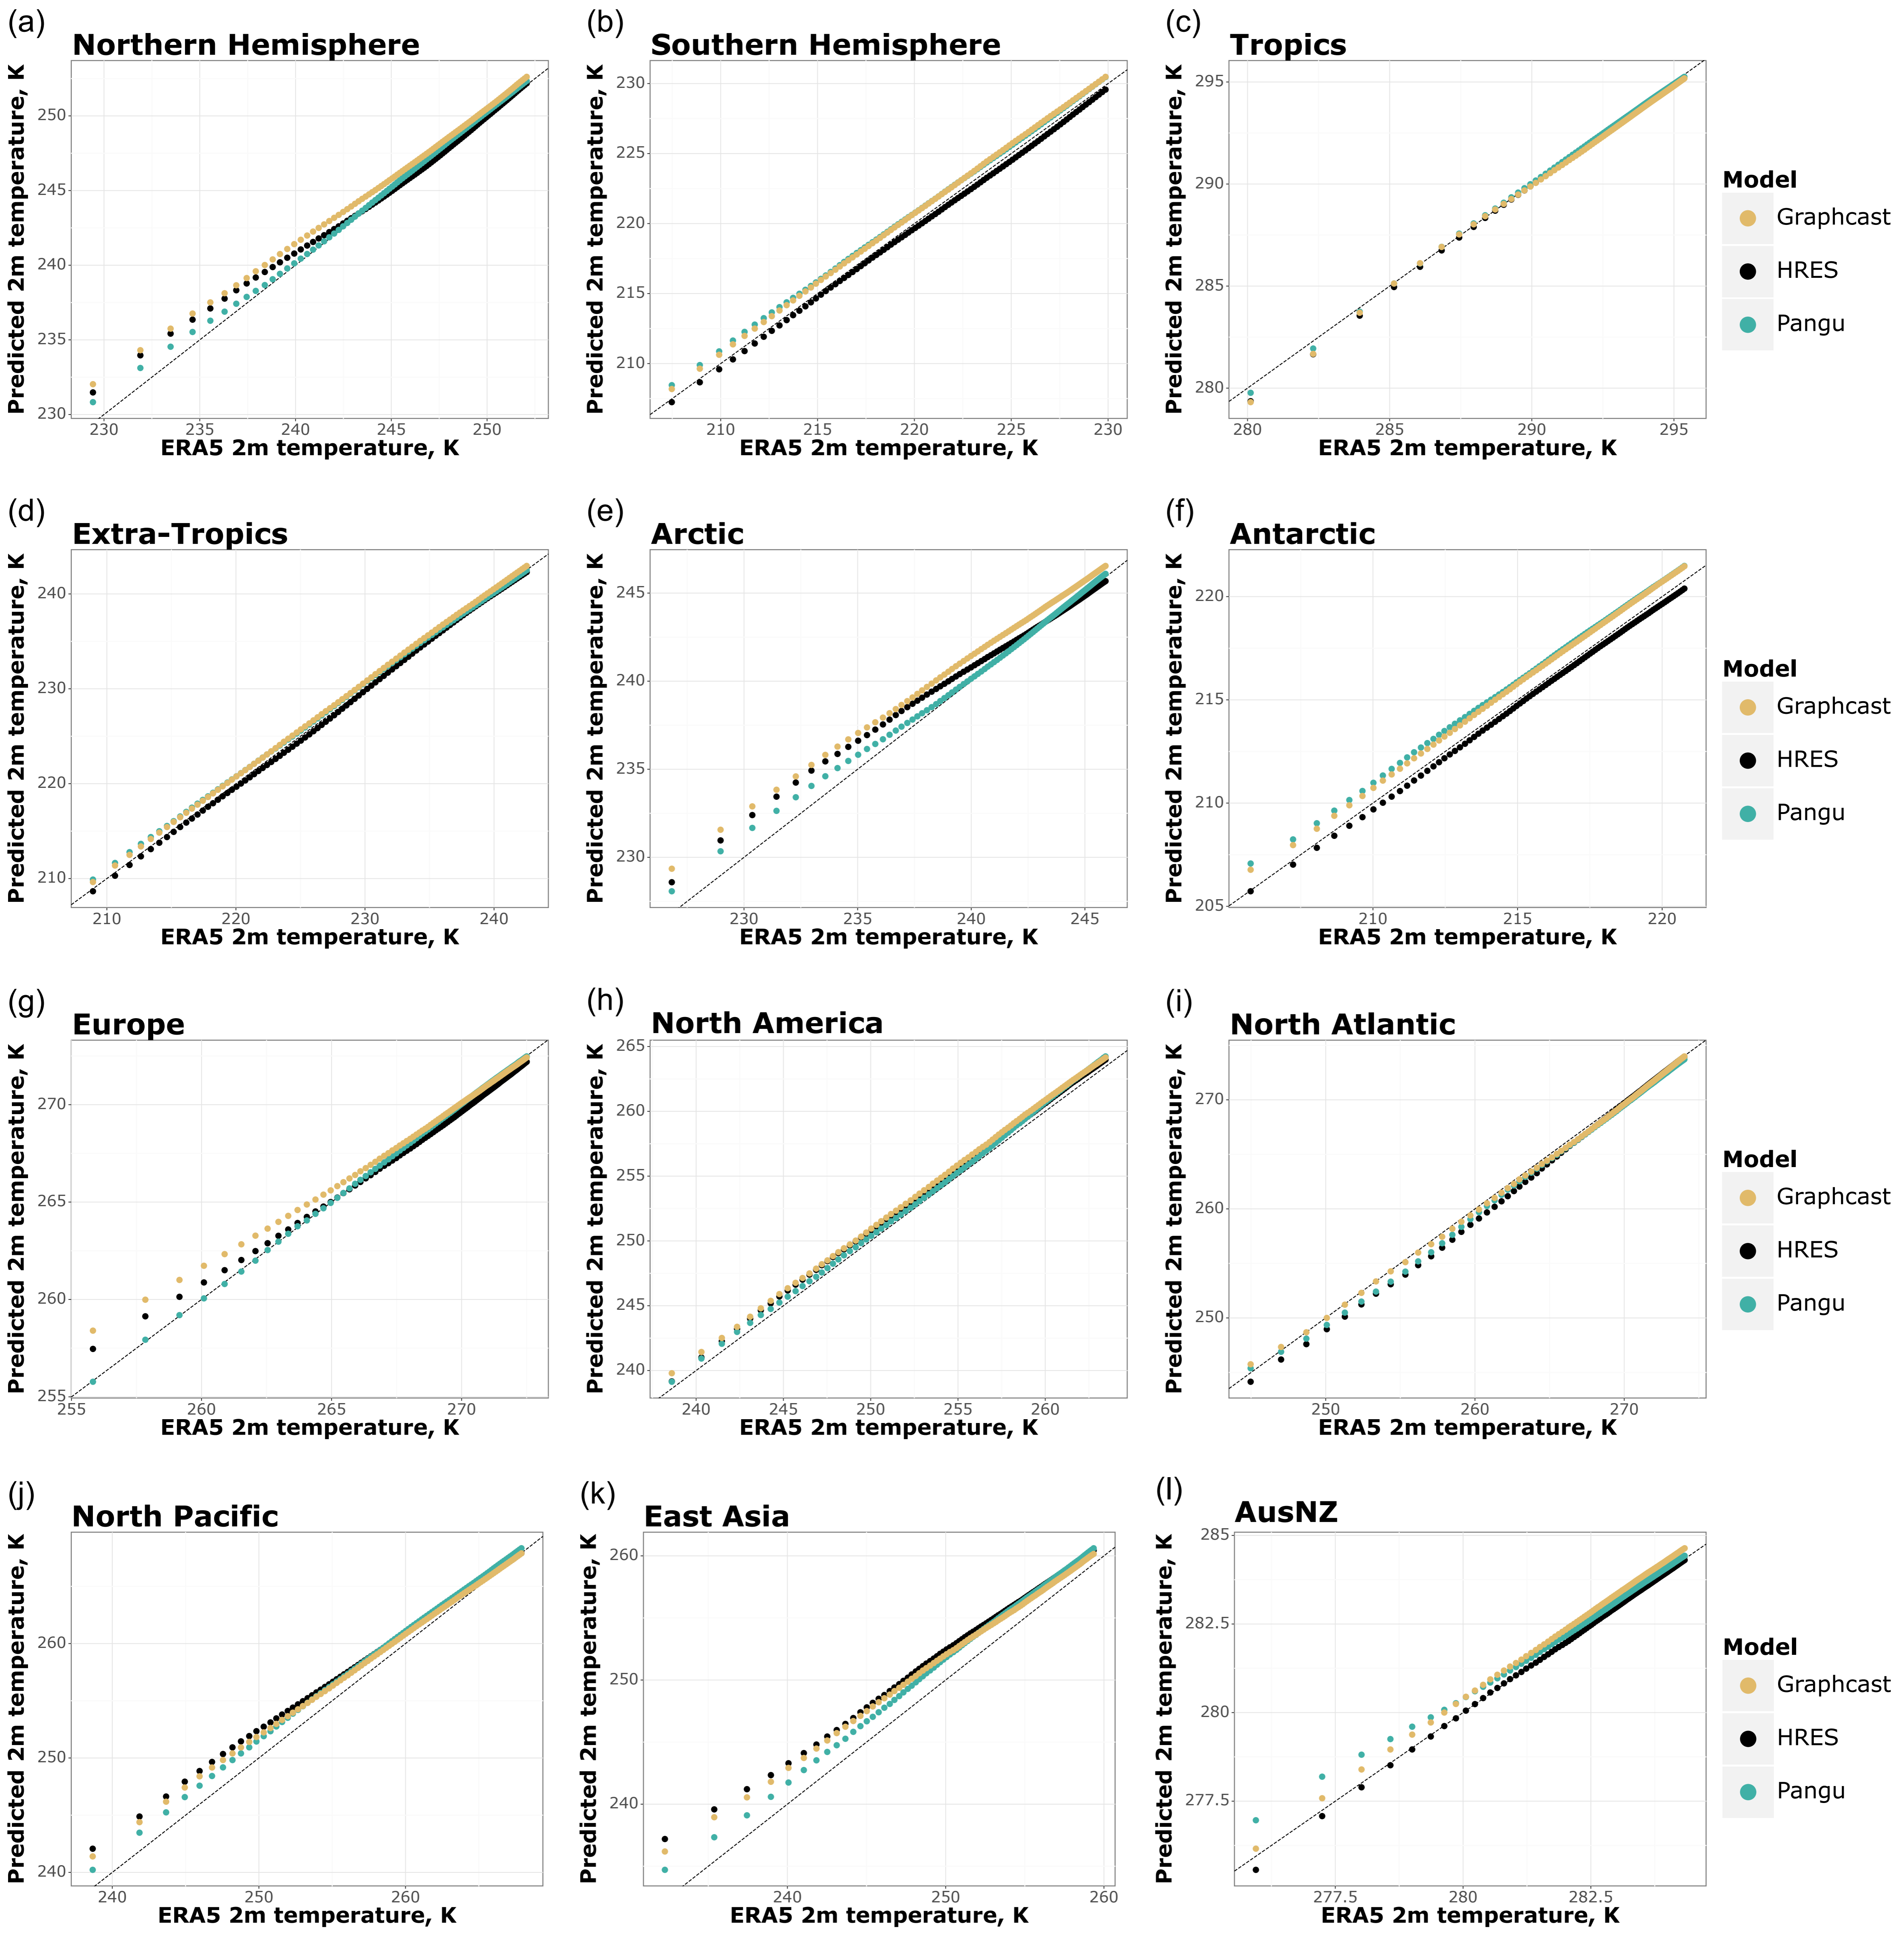 (a)
Northern Hemisphere
Predicted 2m temperature, K
250
245
240
235
230
230 235 240 245 250
ERA5 2m temperature, K
(b)
Southern Hemisphere
Predicted 2m temperature, K
230
225
220
215
210
210 215 220 225 230
ERA5 2m temperature, K
(c)
Tropics
Predicted 2m temperature, K
295
290
285
280
280 285 290 295
ERA5 2m temperature, K
Model
Graphcast
HRES
Pangu
(d)
Extra-Tropics
Predicted 2m temperature, K
240
230
220
210
210 220 230 240
ERA5 2m temperature, K
(e)
Arctic
Predicted 2m temperature, K
245
240
235
230
230 235 240 245
ERA5 2m temperature, K
(f)
Antarctic
Predicted 2m temperature, K
220
215
210
205
210 215 220
ERA5 2m temperature, K
Model
Graphcast
HRES
Pangu
(g)
Europe
Predicted 2m temperature, K
270
265
260
255
255 260 265 270
ERA5 2m temperature, K
(h)
North America
Predicted 2m temperature, K
265
260
255
250
245
240
240 245 250 255 260
ERA5 2m temperature, K
(i)
North Atlantic
Predicted 2m temperature, K
270
260
250
250 260 270
ERA5 2m temperature, K
Model
Graphcast
HRES
Pangu
(j)
North Pacific
Predicted 2m temperature, K
260
250
240
240 250 260
ERA5 2m temperature, K
(k)
East Asia
Predicted 2m temperature, K
260
250
240
240 250 260
ERA5 2m temperature, K
(l)
AusNZ
Predicted 2m temperature, K
285
282.5
280
277.5
277.5 280 282.5
ERA5 2m temperature, K
Model
Graphcast
HRES
Pangu